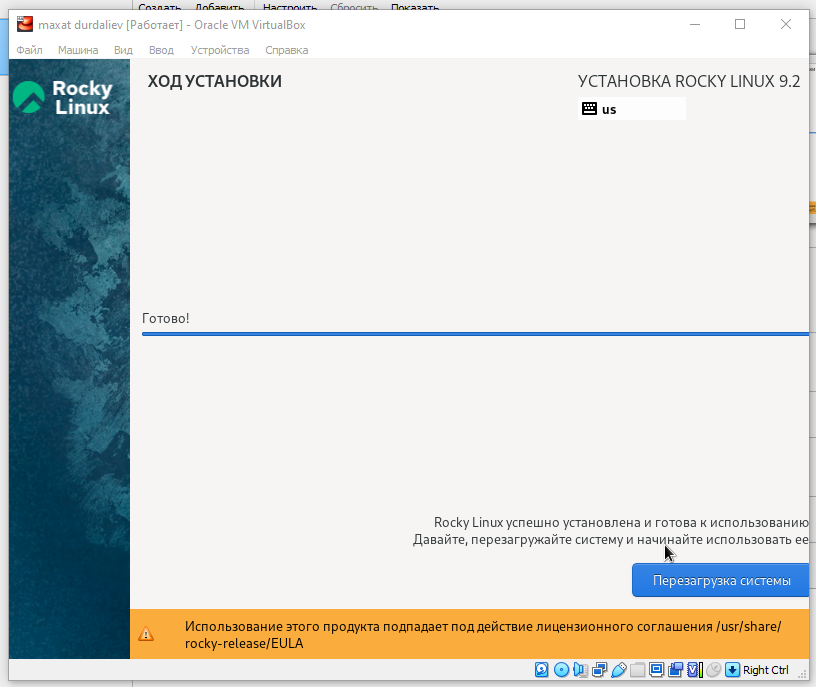 Создать Добавить Настроить Сбросить Показать
maxat durdaliev [Работает] - Oracle VM VirtualBox
Файл Машина Вид Ввод Устройства Справка
Rocky
Linux
ХОД УСТАНОВКИ
УСТАНОВКА ROCKY LINUX 9.2
us
Готово!
Rocky Linux успешно установлена и готова к использованию
Давайте, перезагружайте систему и начинайте использовать ее
Перезагрузка системы
Использование этого продукта подпадает под действие лицензионного соглашения /usr/share/
rocky-release/EULA
Right Ctrl